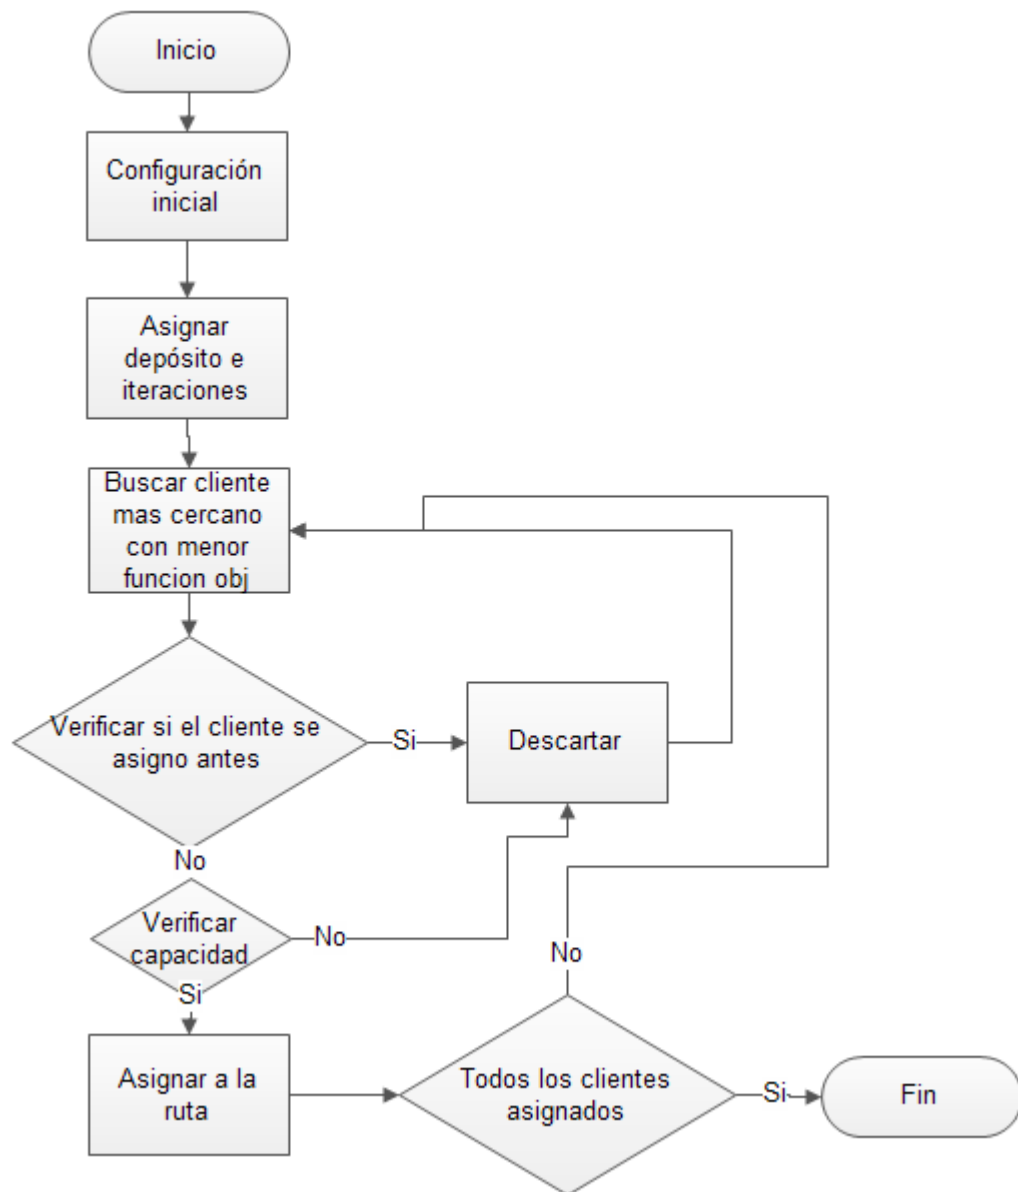 Inicio
Configuración
inicial
Asignar
depósito e
iteraciones
Buscar cliente
mas cercano
con menor
funcion obj
Verificar si el cliente se
asigno antes
Si
Descartar
No
Verificar
capacidad
No
Si
Asignar a la
ruta
No
Todos los clientes
asignados
Si
Fin